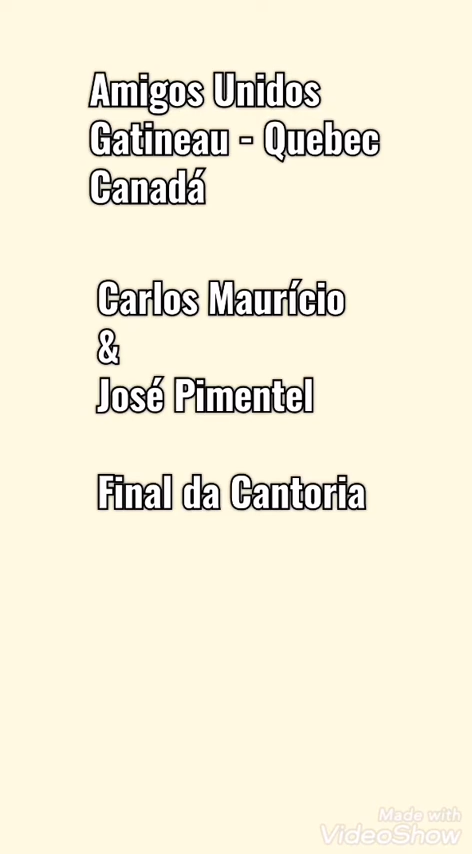 Amigos Unidos
Gatineau - Quebec
Canadá
Carlos Maurício
&
José Pimentel
Final da Cantoria
Made with
VideoShow